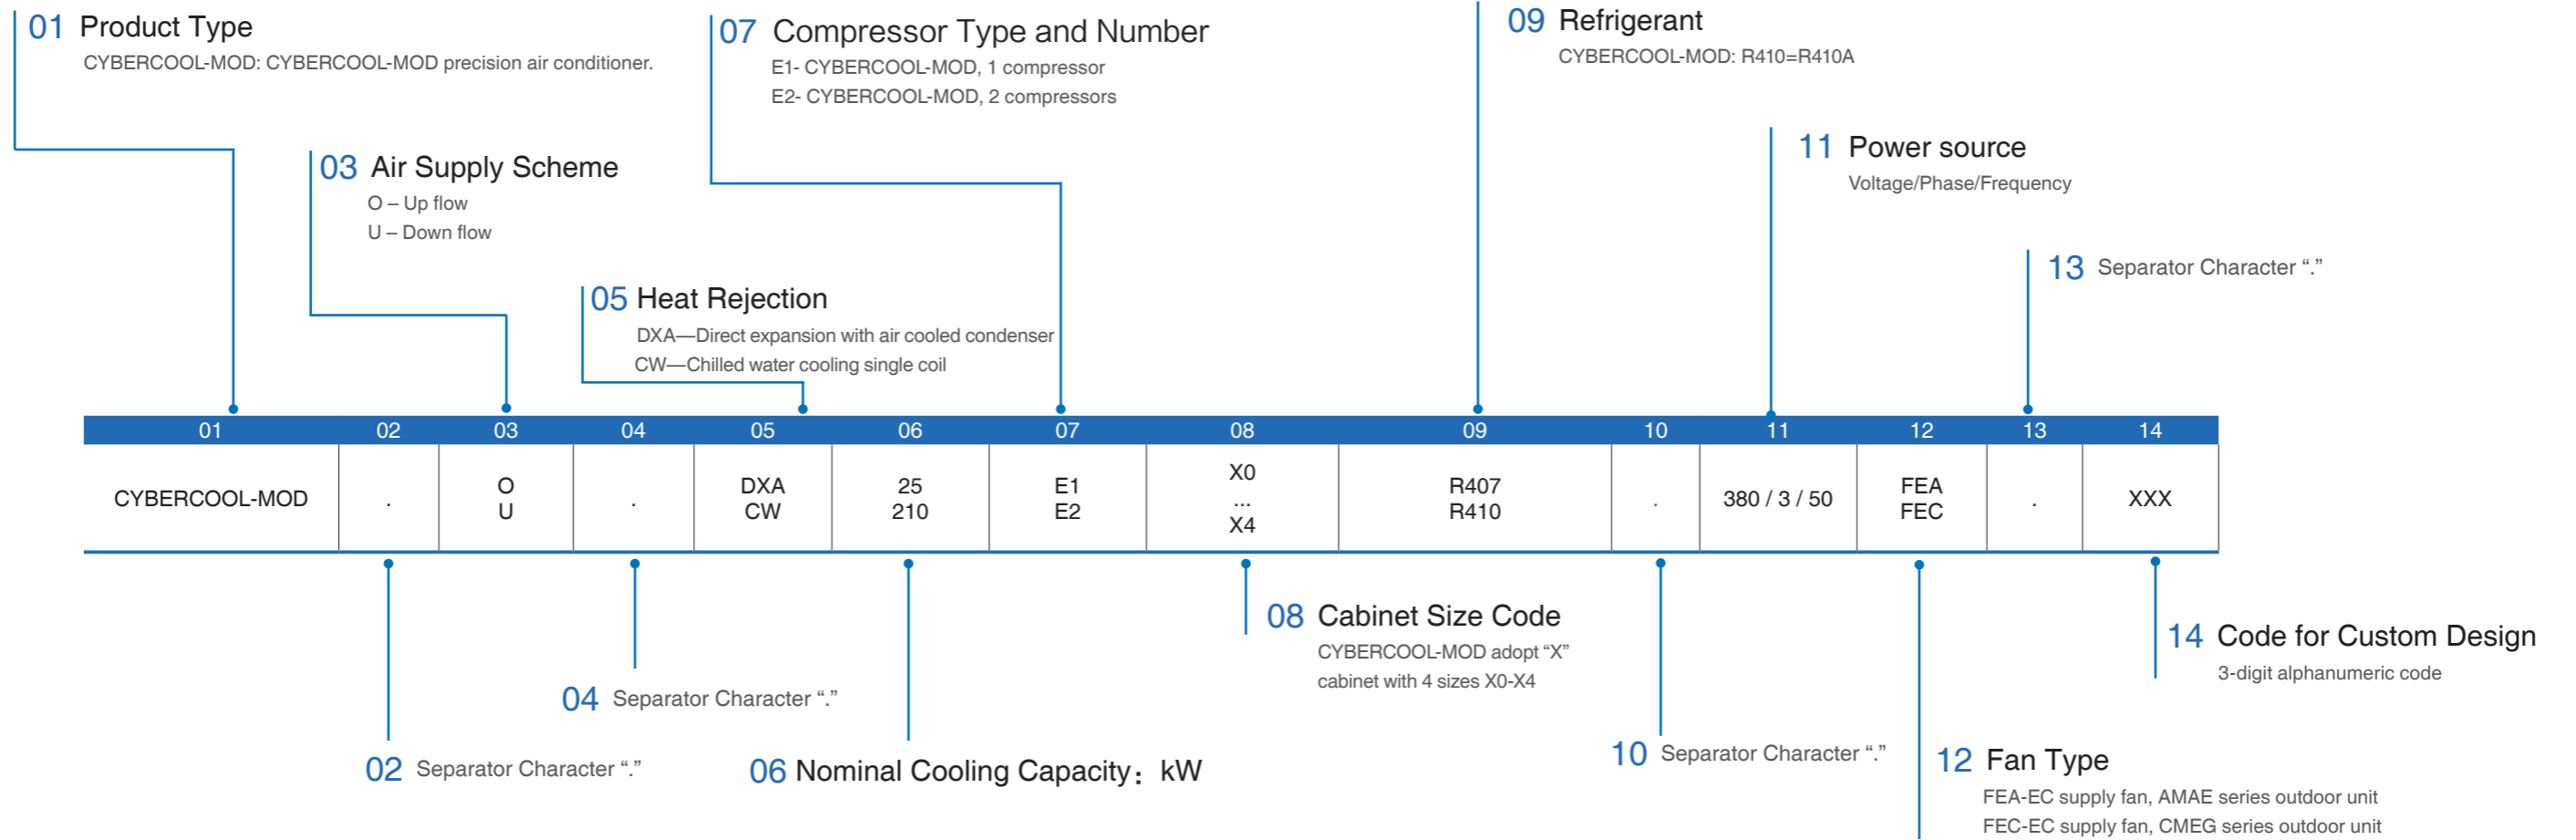 01 Product Type
CYBERCOOL-MOD: CYBERCOOL-MOD precision air conditioner.
03 Air Supply Scheme
O – Up flow
U – Down flow
05 Heat Rejection
DXA—Direct expansion with air cooled condenser
CW—Chilled water cooling single coil
07 Compressor Type and Number
E1- CYBERCOOL-MOD, 1 compressor
E2- CYBERCOOL-MOD, 2 compressors
09 Refrigerant
CYBERCOOL-MOD: R410=R410A
11 Power source
Voltage/Phase/Frequency
13 Separator Character “.”
01 02 03 04 05 06 07 08 09 10 11 12 13 14
CYBERCOOL-MOD
.
O
U
.
DXA
CW
25
210
E1
E2
X0
...
X4
R407
R410
.
380 / 3 / 50
FEA
FEC
.
XXX
02 Separator Character “.”
04 Separator Character “.”
06 Nominal Cooling Capacity：kW
08 Cabinet Size Code
CYBERCOOL-MOD adopt “X”
cabinet with 4 sizes X0-X4
10 Separator Character “.”
12 Fan Type
FEA-EC supply fan, AMAE series outdoor unit
FEC-EC supply fan, CMEG series outdoor unit
14 Code for Custom Design
3-digit alphanumeric code